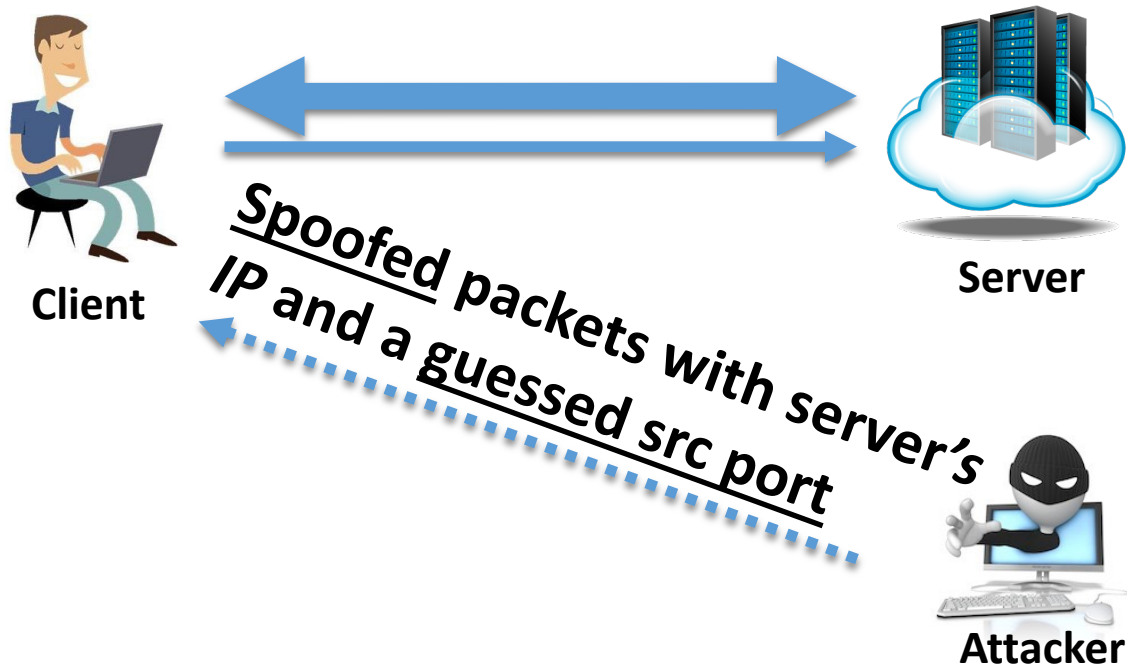 Client
Server
Spoofed packets with server’s
IP and a guessed src port
Attacker